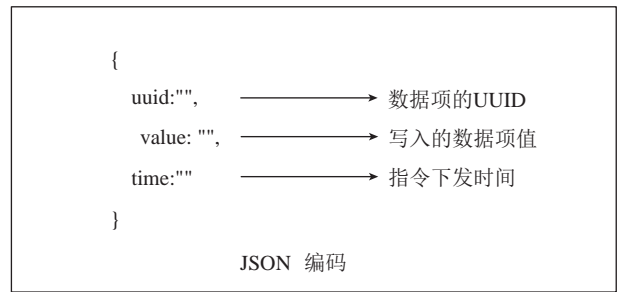 {
uuid:"", 数据项的UUID
value: "", 写入的数据项值
time:"" 指令下发时间
}
JSON 编码